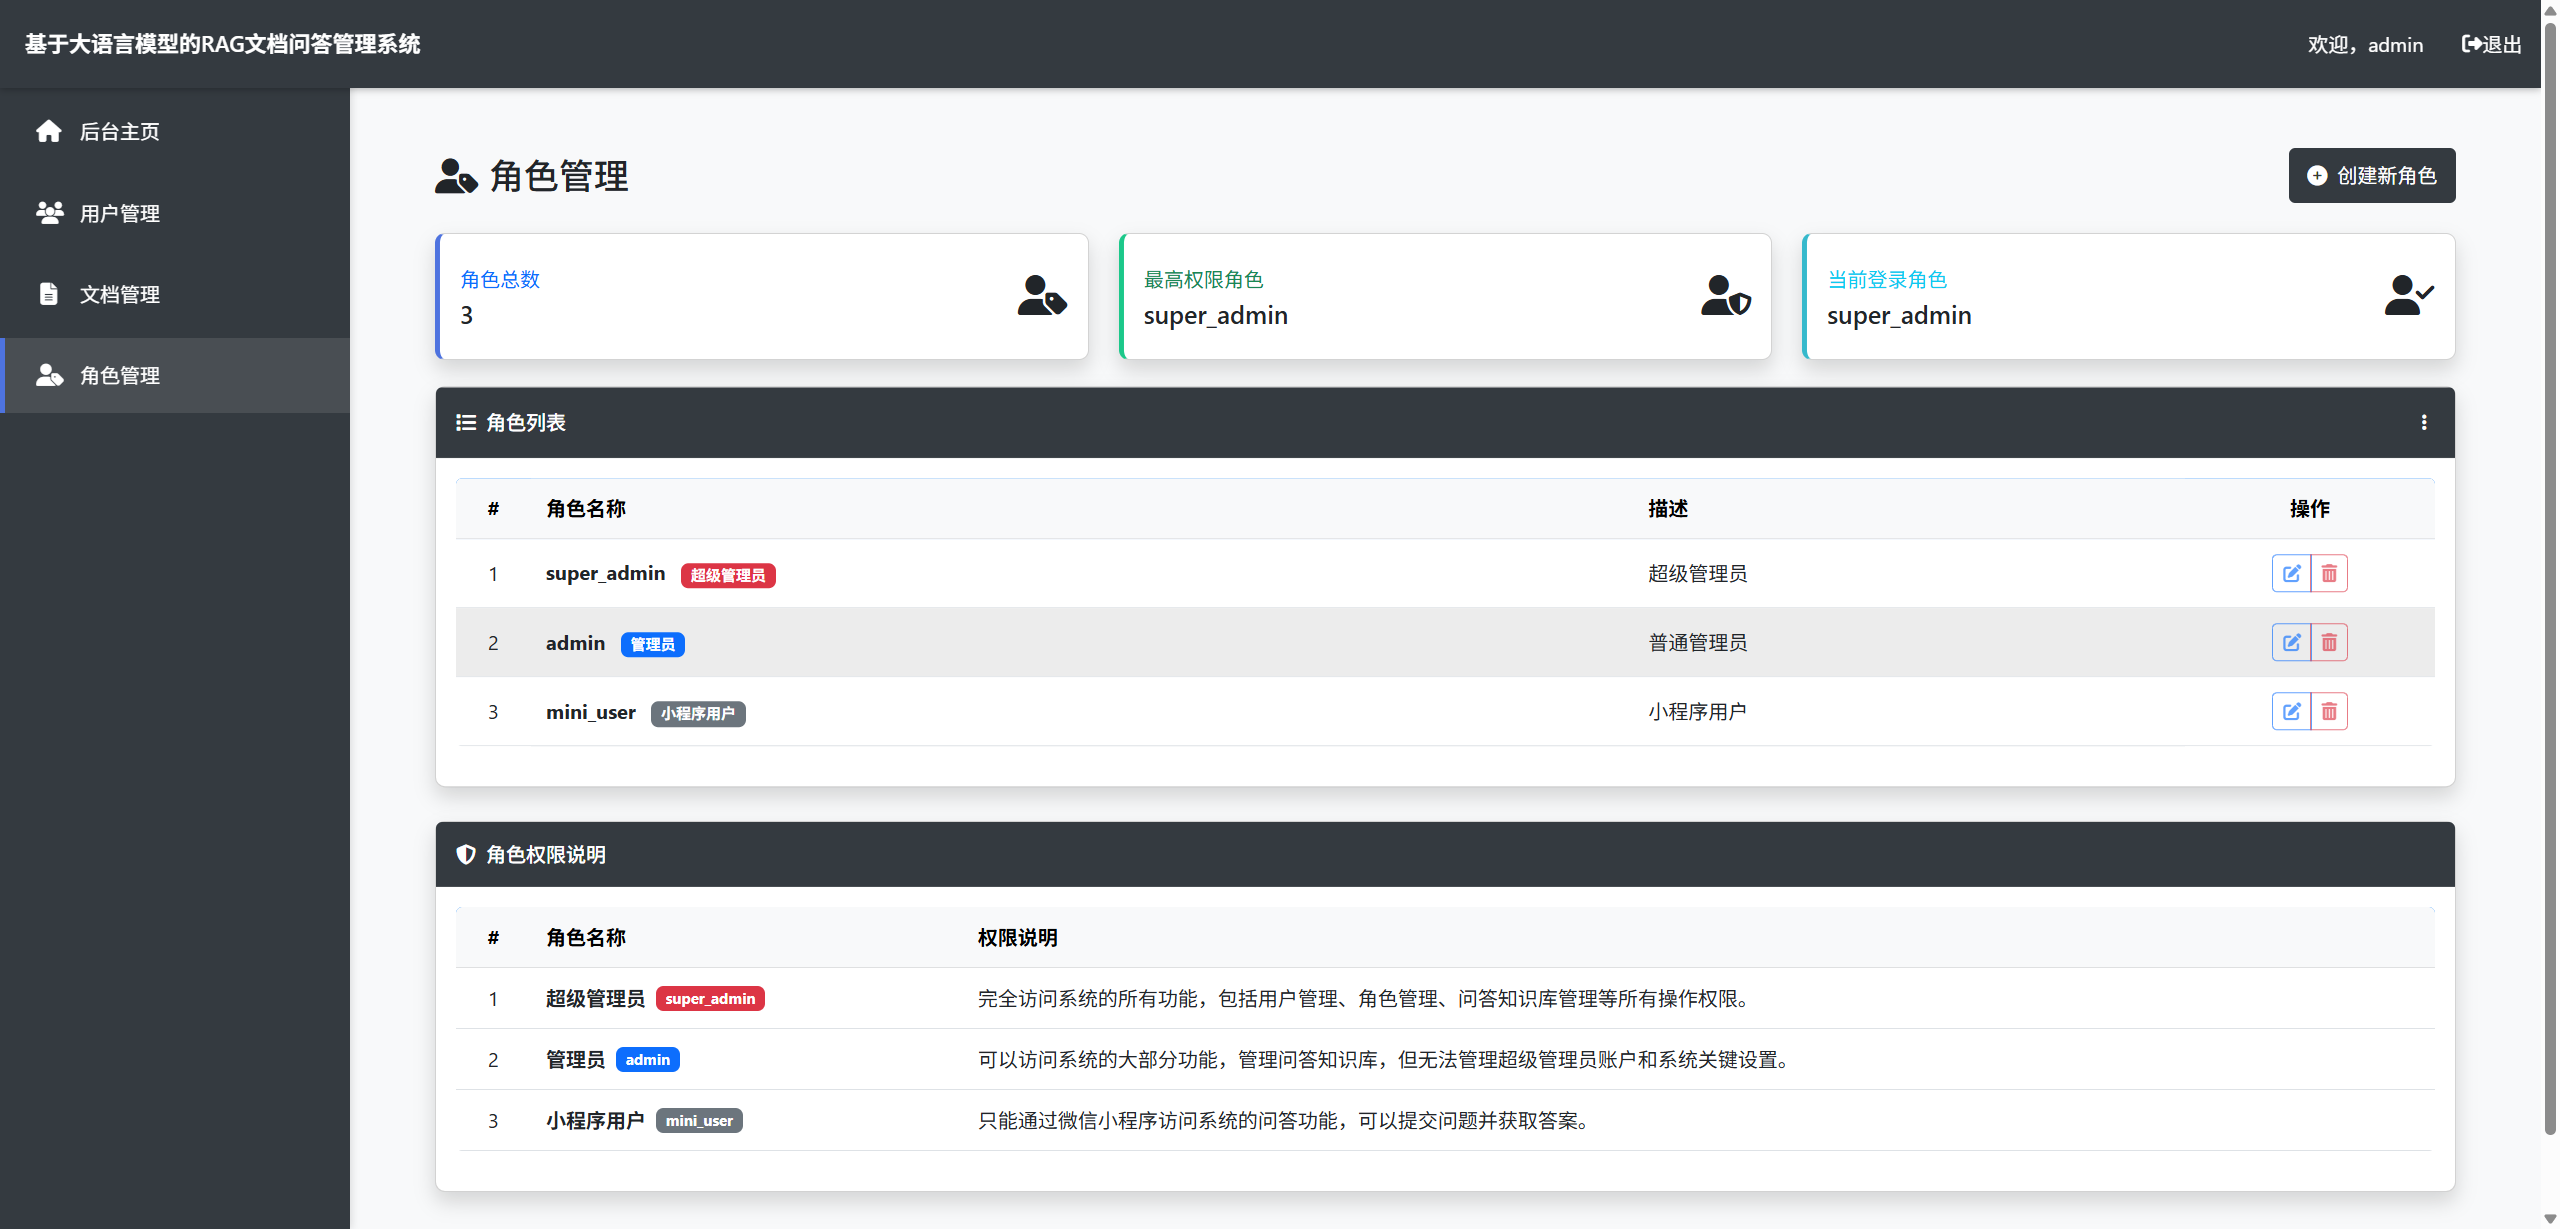 基于大语言模型的RAG文档问答管理系统
欢迎，admin
退出
后台主页
用户管理
文档管理
角色管理
角色管理
创建新角色
角色总数
3
最高权限角色
super_admin
当前登录角色
super_admin
角色列表
# 角色名称 描述 操作
1 super_admin 超级管理员 超级管理员
2 admin 管理员 普通管理员
3 mini_user 小程序用户 小程序用户
角色权限说明
# 角色名称 权限说明
1 超级管理员 super_admin 完全访问系统的所有功能，包括用户管理、角色管理、问答知识库管理等所有操作权限。
2 管理员 admin 可以访问系统的大部分功能，管理问答知识库，但无法管理超级管理员账户和系统关键设置。
3 小程序用户 mini_user 只能通过微信小程序访问系统的问答功能，可以提交问题并获取答案。